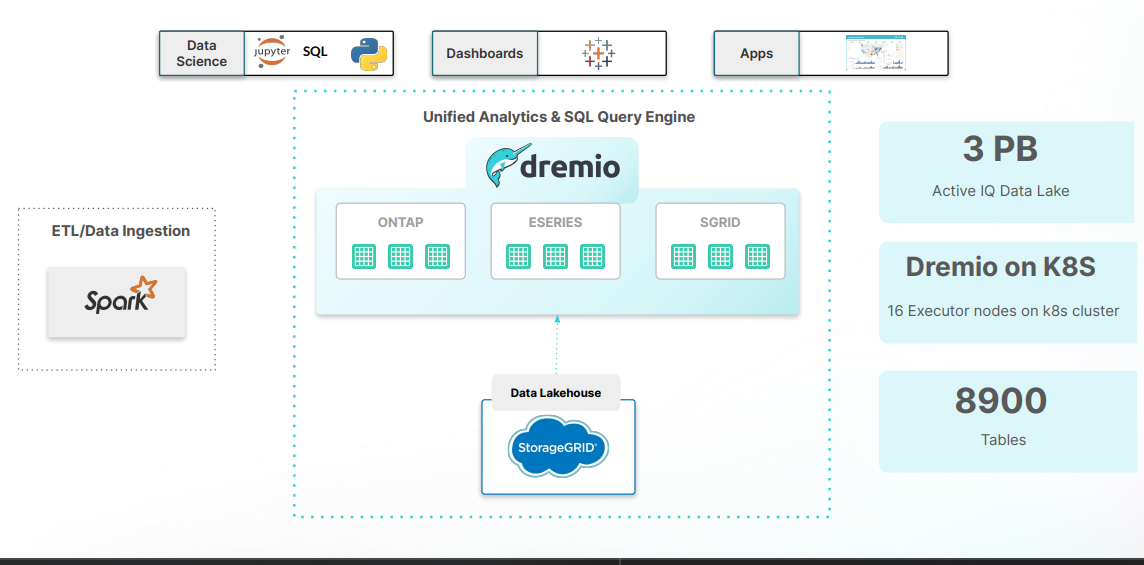 Data
Science
jupyter
SQL
Dashboards
Apps
Unified Analytics & SQL Query Engine
dremio
ONTAP
ESERIES
SGRID
ETL/Data Ingestion
Spark
Data Lakehouse
StorageGRID®
3 PB
Active IQ Data Lake
Dremio on K8S
16 Executor nodes on k8s cluster
8900
Tables